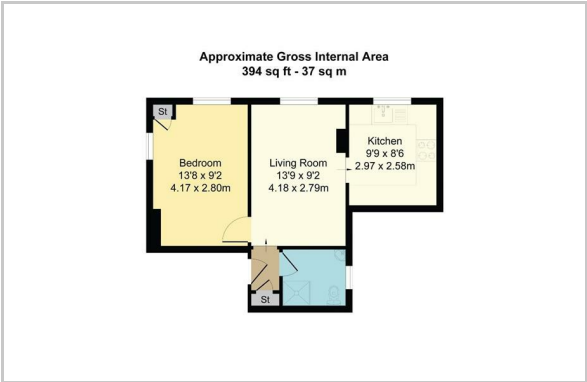 Approximate Gross Internal Area
394 sq ft - 37 sq m
St
Bedroom
13'8 x 9'2
4.17 x 2.80m
Living Room
13'9 x 9'2
4.18 x 2.79m
Kitchen
9'9 x 8'6
2.97 x 2.58m
St